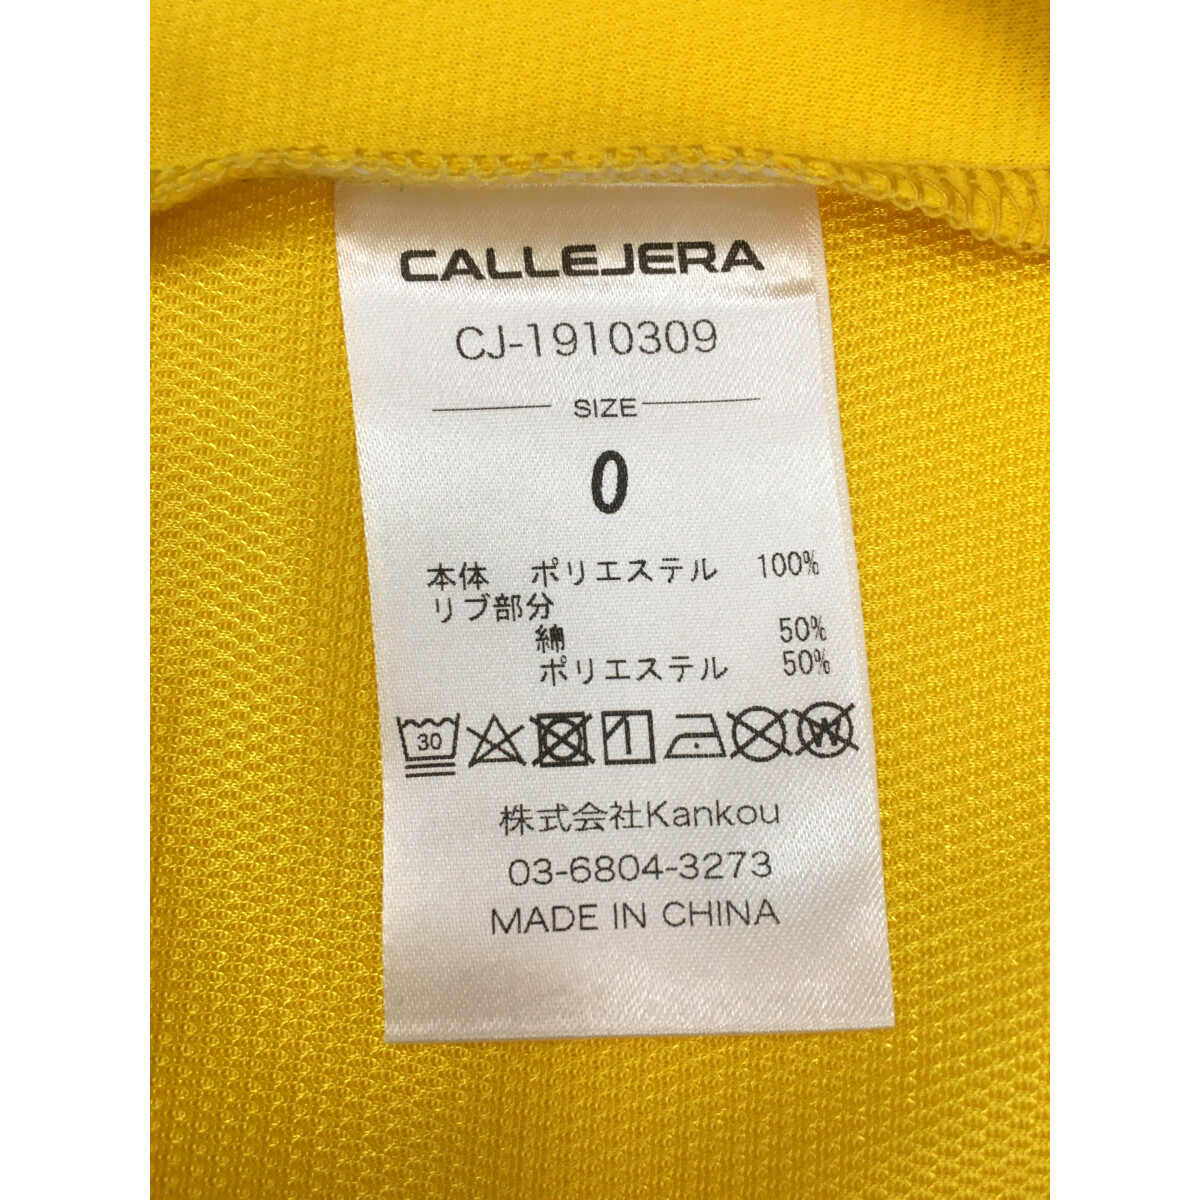 CALLEJERA
CJ-1910309
SIZE
0
本体 ポリエステル 100%
リブ部分
綿 50%
ポリエステル 50%
30 W
株式会社Kankou
03-6804-3273
MADE IN CHINA